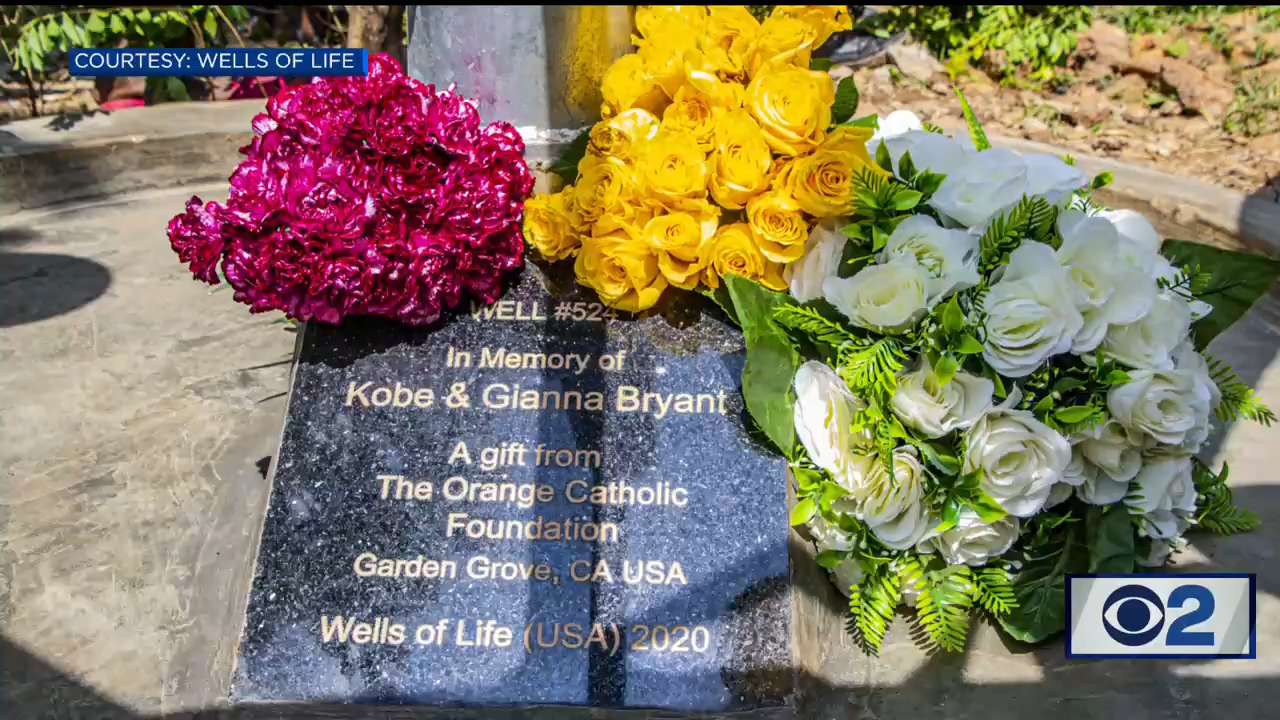 COURTESY: WELLS OF LIFE
WELL #524
In Memory of
Kobe & Gianna Bryant
A gift from
The Orange Catholic
Foundation
Garden Grove, CA USA
Wells of Life (USA) 2020
2